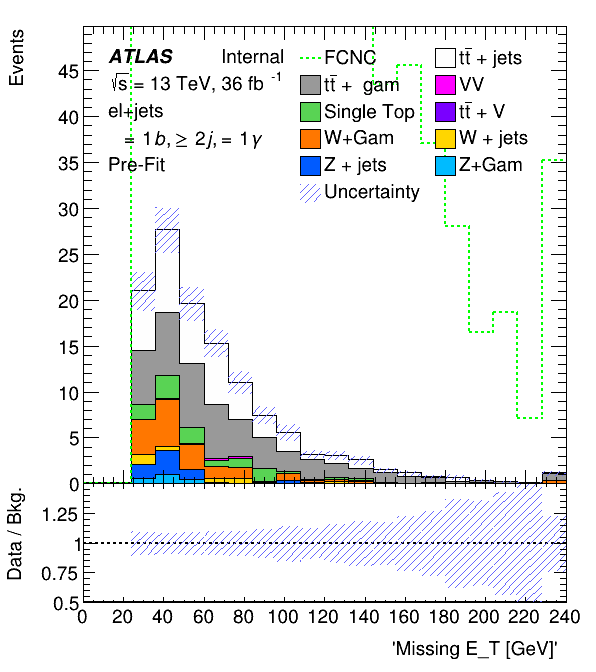 Events
ATLAS Internal
√s = 13 TeV, 36 fb⁻¹
el+jets
= 1b, ≥ 2j, = 1γ
Pre-Fit
FCNC
tt̄ + jets
tt̄ + gam
VV
Single Top
tt̄ + V
W+Gam
W + jets
Z + jets
Z+Gam
Uncertainty
45
40
35
30
25
20
15
10
5
0
Data / Bkg.
1.25
1
0.75
0.5
0 20 40 60 80 100 120 140 160 180 200 220 240
'Missing E_T [GeV]'